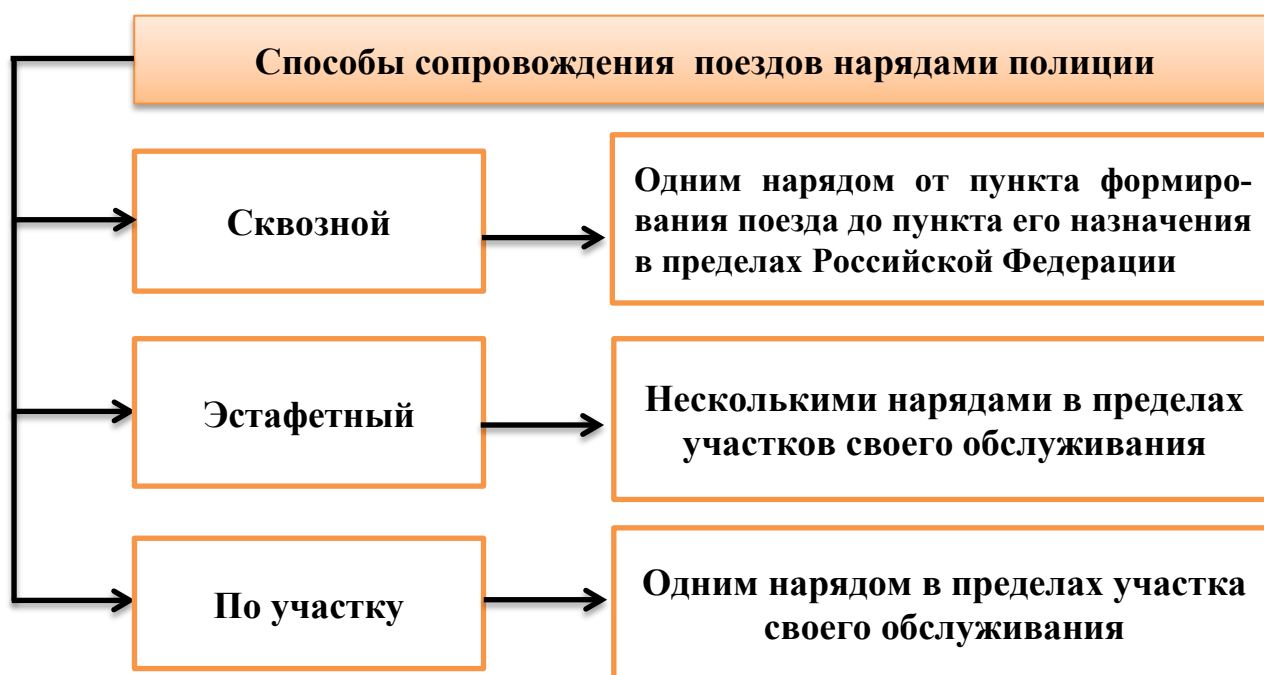 Способы сопровождения поездов нарядами полиции
Сквозной
Одним нарядом от пункта формиро-
вания поезда до пункта его назначения
в пределах Российской Федерации
Эстафетный
Несколькими нарядами в пределах
участков своего обслуживания
По участку
Одним нарядом в пределах участка
своего обслуживания